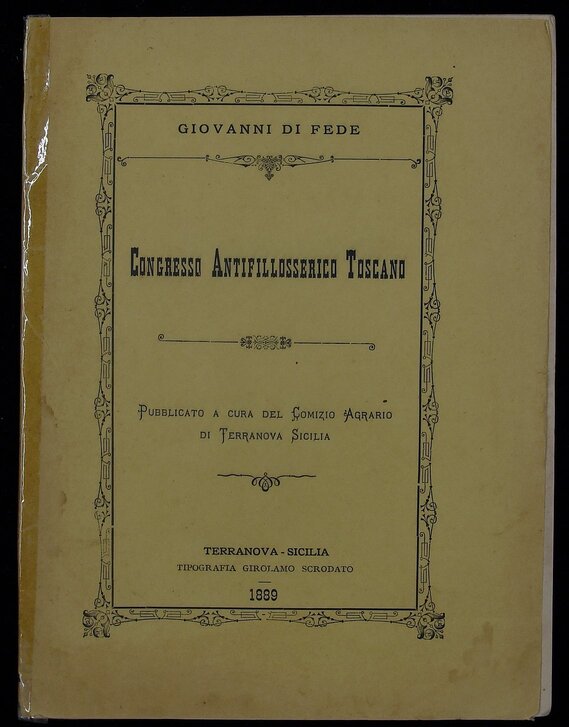 GIOVANNI DI FEDE
CONGRESSO ANTIFILLOSSERICO TOSCANO
PUBBLICATO A CURA DEL COMIZIO AGRARIO
DI TERRANOVA SICILIA
TERRANOVA - SICILIA
TIPOGRAFIA GIROLAMO SCRODATO
1889